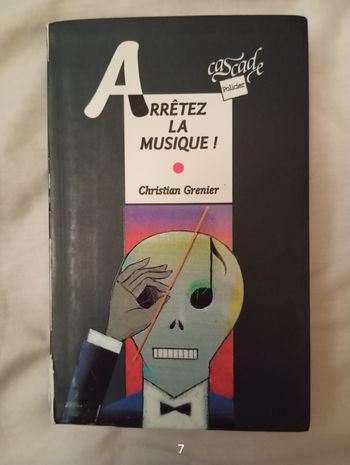 cascade
Policier
ARRÊTEZ
LA
MUSIQUE !
Christian Grenier
7